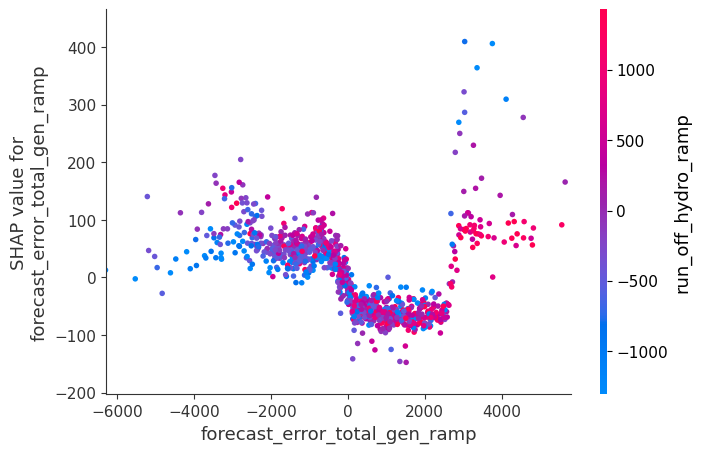 400
300
200
100
0
−100
−200
SHAP value for
forecast_error_total_gen_ramp
−6000 −4000 −2000 0 2000 4000
forecast_error_total_gen_ramp
1000
500
0
−500
−1000
run_off_hydro_ramp